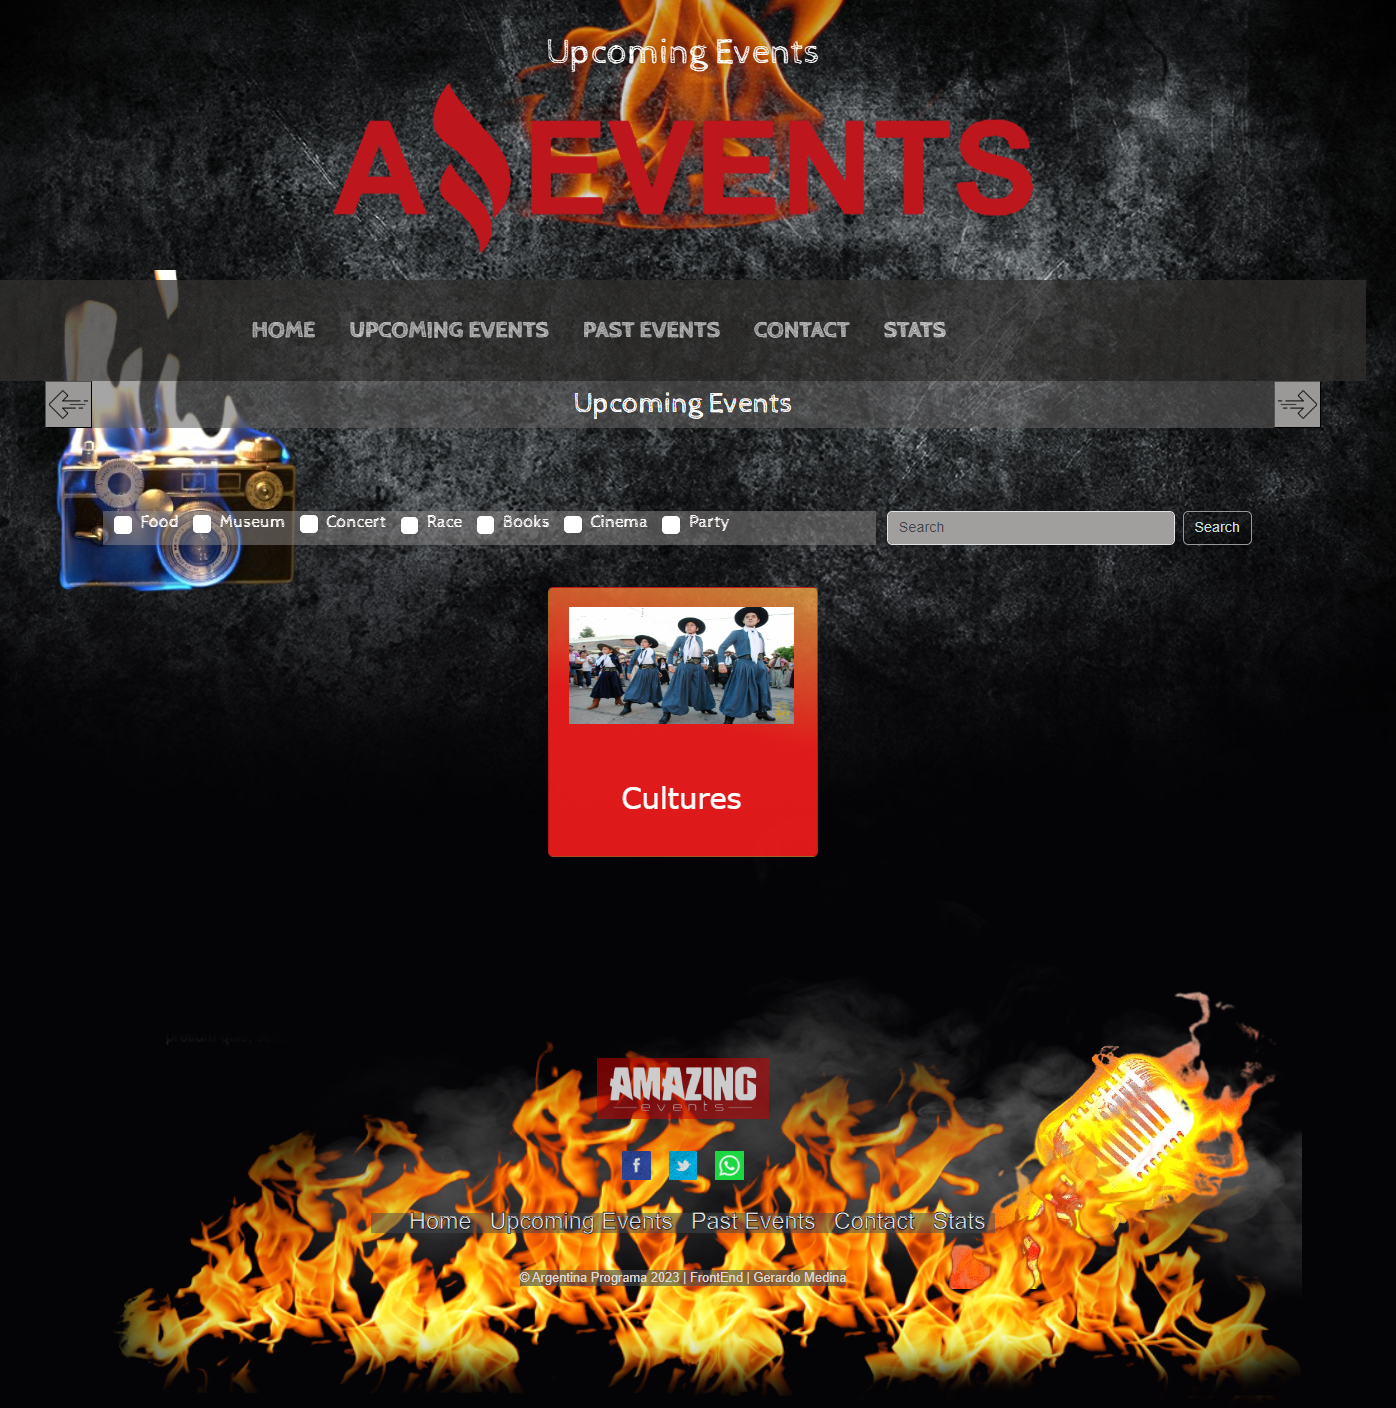 Upcoming Events
A EVENTS
HOME UPCOMING EVENTS PAST EVENTS CONTACT STATS
Upcoming Events
Food Museum Concert Race Books Cinema Party Search Search
Cultures
AMAZING
events
Home Upcoming Events Past Events Contact Stats
© Argentina Programa 2023 | FrontEnd | Gerardo Medina